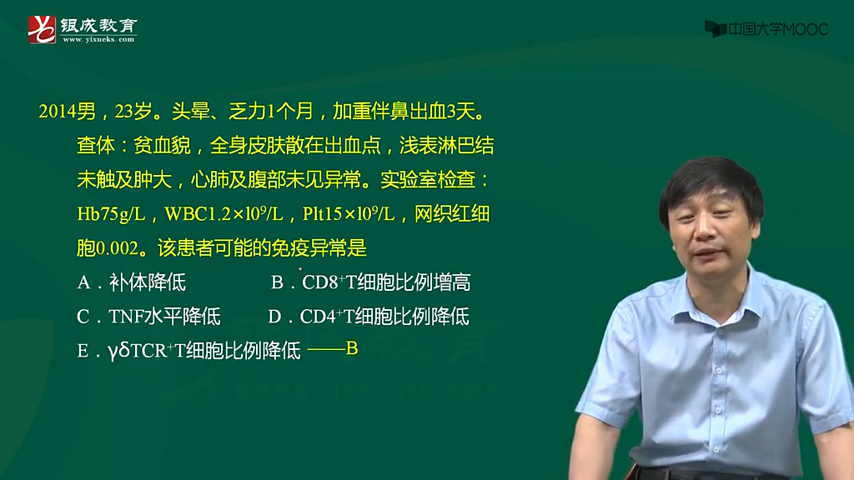 银成教育
www.yixueks.com
中国大学MOOC
2014男，23岁。头晕、乏力1个月，加重伴鼻出血3天。
查体：贫血貌，全身皮肤散在出血点，浅表淋巴结
未触及肿大，心肺及腹部未见异常。实验室检查：
Hb75g/L，WBC1.2×l0⁹/L，Plt15×l0⁹/L，网织红细
胞0.002。该患者可能的免疫异常是
A．补体降低 B．CD8⁺T细胞比例增高
C．TNF水平降低 D．CD4⁺T细胞比例降低
E．γδTCR⁺T细胞比例降低 ——B